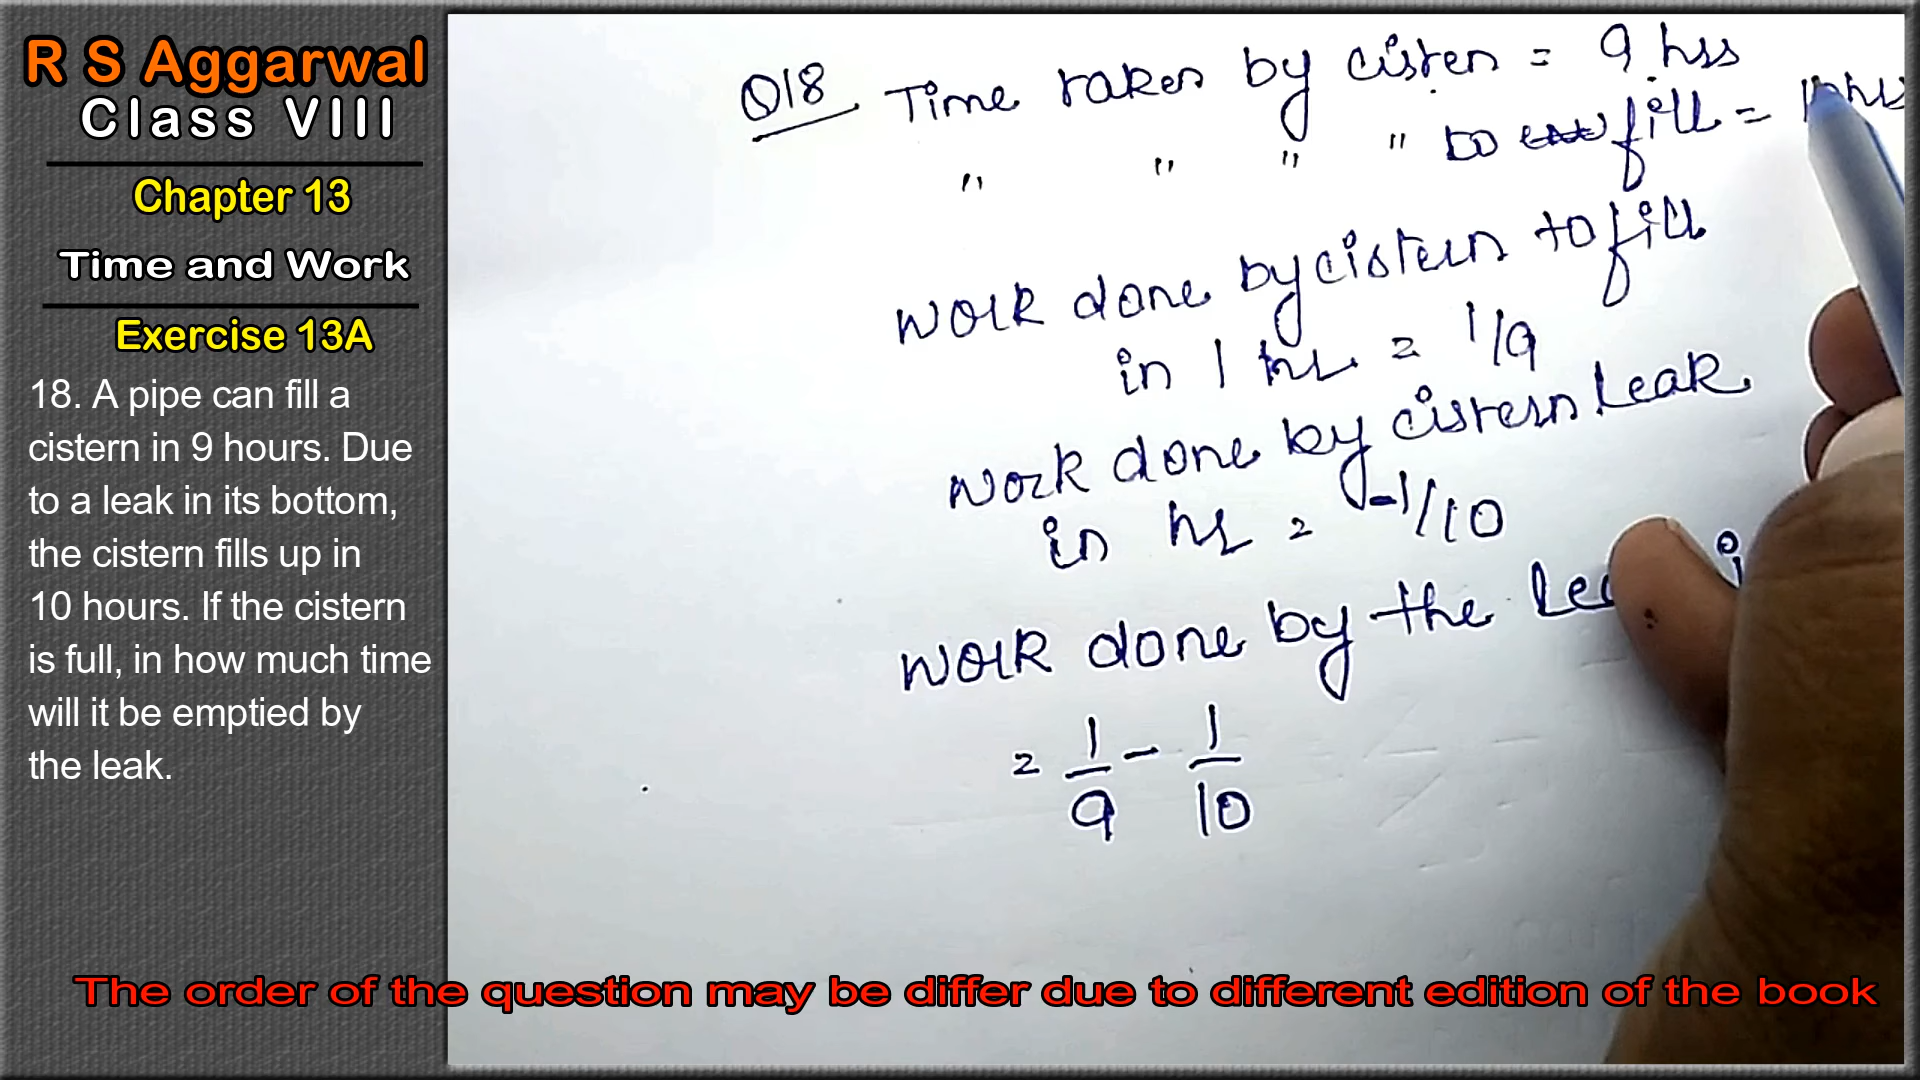 R S Aggarwal
Class VIII
Chapter 13
Time and Work
Exercise 13A
18. A pipe can fill a
cistern in 9 hours. Due
to a leak in its bottom,
the cistern fills up in
10 hours. If the cistern
is full, in how much time
will it be emptied by
the leak.
Q18 Time taken by cisten = 9 hrs
" " " " to fill = 10 hrs
Work done by cistern to fill
in 1 hr = 1/9
Work done by cistern leak
in hr = -1/10
Work done by the
= 1/9 - 1/10
The order of the question may be differ due to different edition of the book